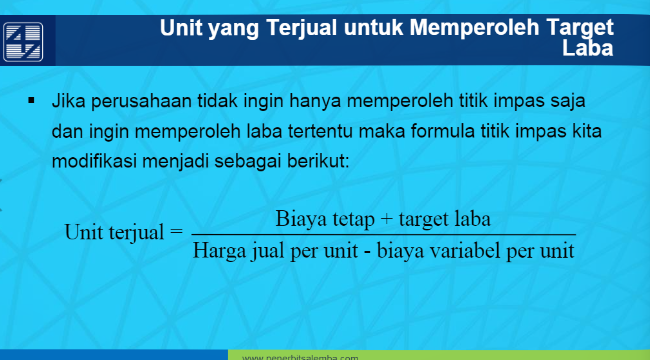 Unit yang Terjual untuk Memperoleh Target
Laba
▪ Jika perusahaan tidak ingin hanya memperoleh titik impas saja
dan ingin memperoleh laba tertentu maka formula titik impas kita
modifikasi menjadi sebagai berikut:
Biaya tetap + target laba
Unit terjual =
Harga jual per unit - biaya variabel per unit
www.penerbitsalemba.com